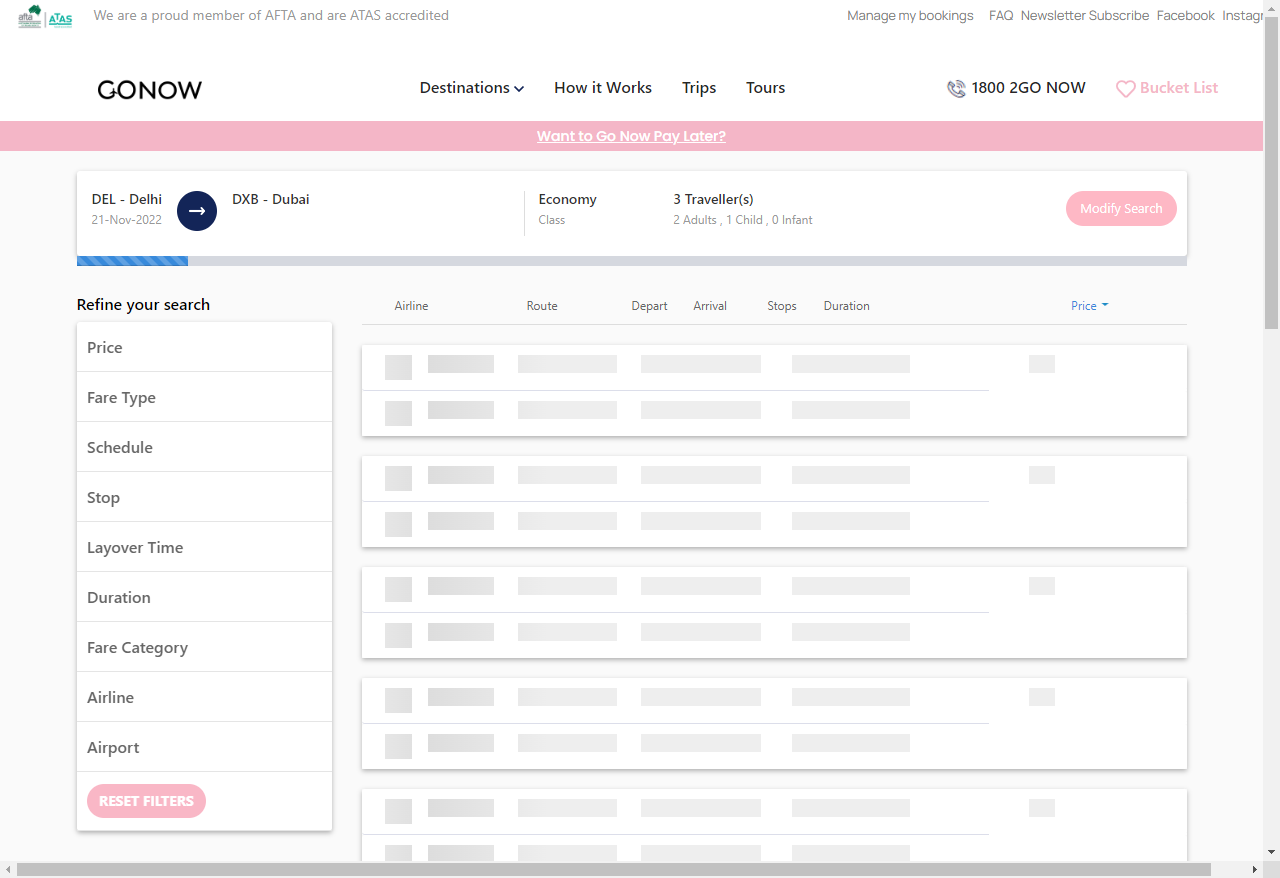 afta ATAS We are a proud member of AFTA and are ATAS accredited Manage my bookings FAQ Newsletter Subscribe Facebook Instagr
GONOW Destinations How it Works Trips Tours 1800 2GO NOW Bucket List
Want to Go Now Pay Later?
DEL - Delhi DXB - Dubai Economy 3 Traveller(s)
21-Nov-2022 Class 2 Adults , 1 Child , 0 Infant
Modify Search
Refine your search
Airline Route Depart Arrival Stops Duration Price
Price
Fare Type
Schedule
Stop
Layover Time
Duration
Fare Category
Airline
Airport
RESET FILTERS